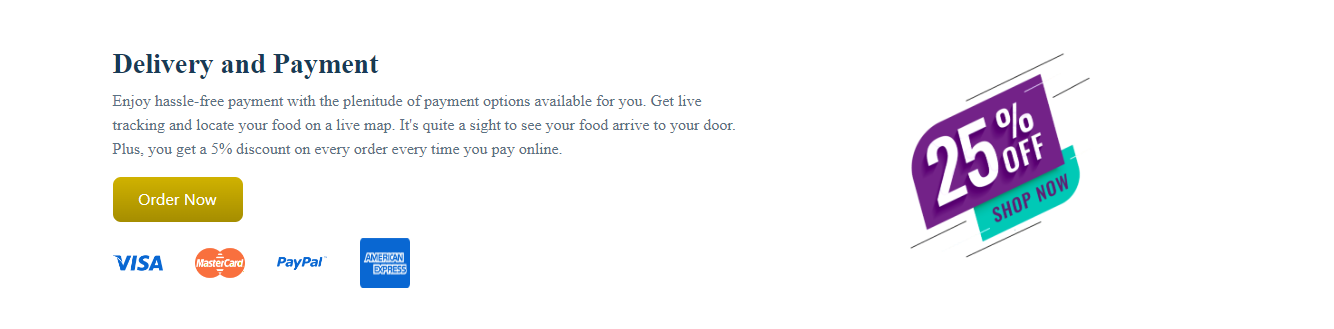 Delivery and Payment
Enjoy hassle-free payment with the plenitude of payment options available for you. Get live
tracking and locate your food on a live map. It's quite a sight to see your food arrive to your door.
Plus, you get a 5% discount on every order every time you pay online.
Order Now
VISA
MasterCard
PayPal
AMERICAN
EXPRESS
25%
OFF
SHOP NOW